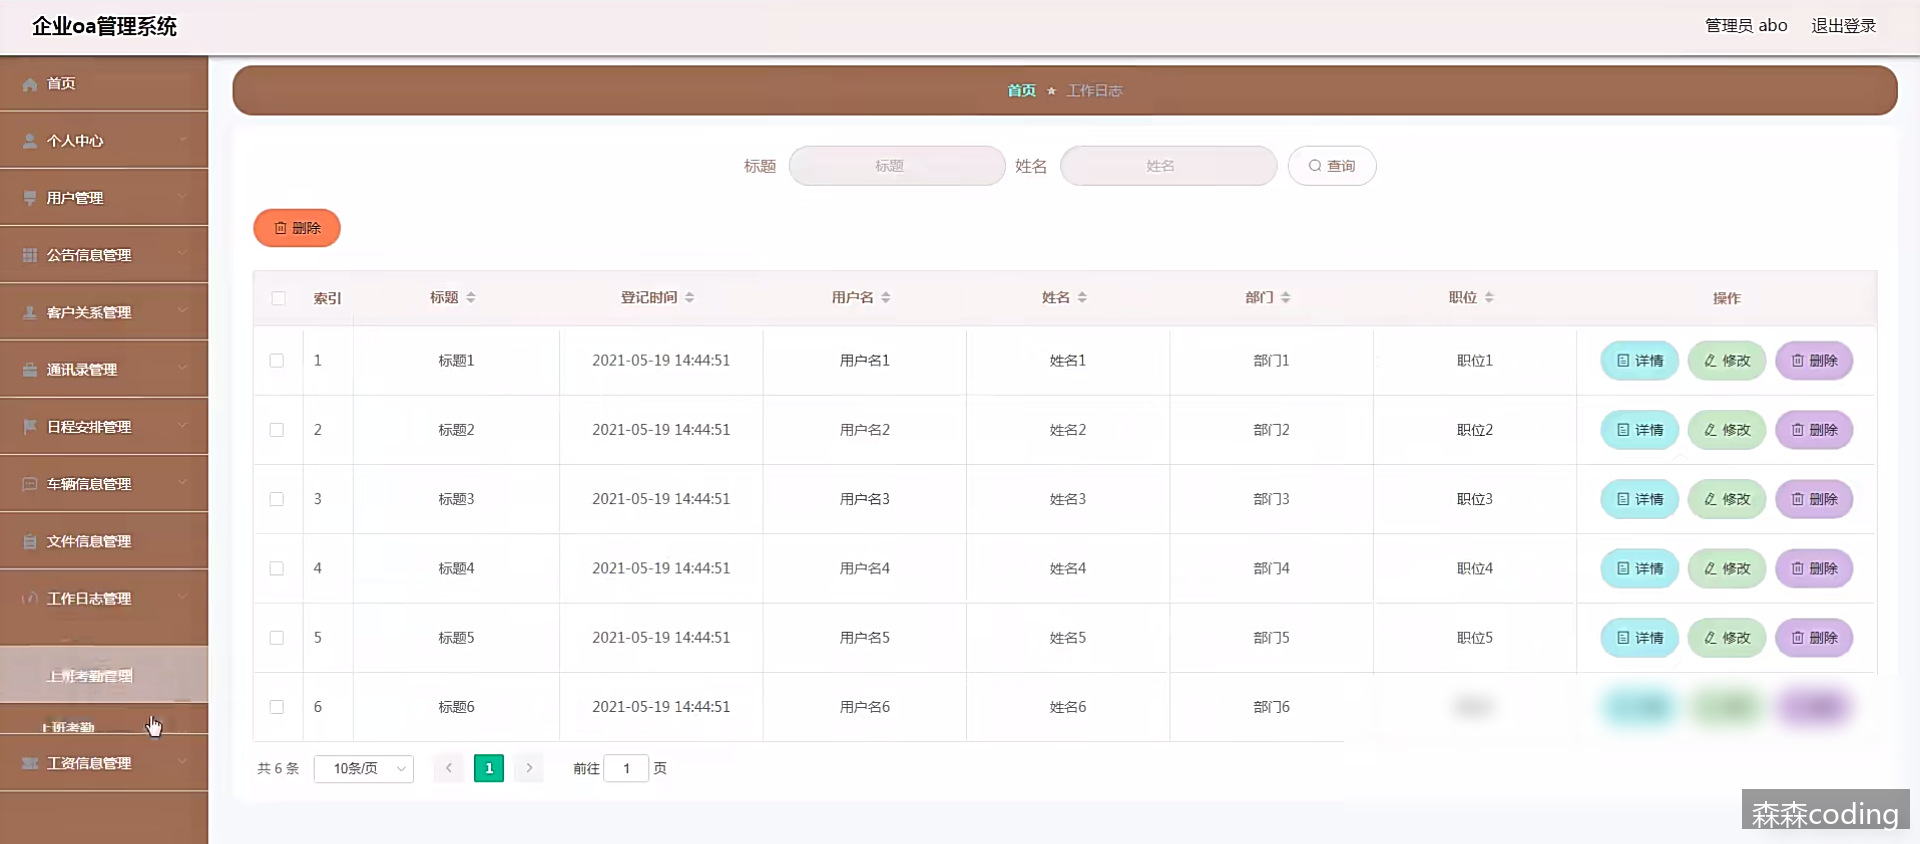 企业oa管理系统
管理员 abo 退出登录
首页
个人中心
用户管理
公告信息管理
客户关系管理
通讯录管理
日程安排管理
车辆信息管理
文件信息管理
工作日志管理
上班考勤管理
上班考勤
工资信息管理
首页 ★ 工作日志
标题 标题 姓名 姓名 查询
删除
索引 标题 登记时间 用户名 姓名 部门 职位 操作
1 标题1 2021-05-19 14:44:51 用户名1 姓名1 部门1 职位1 详情 修改 删除
2 标题2 2021-05-19 14:44:51 用户名2 姓名2 部门2 职位2 详情 修改 删除
3 标题3 2021-05-19 14:44:51 用户名3 姓名3 部门3 职位3 详情 修改 删除
4 标题4 2021-05-19 14:44:51 用户名4 姓名4 部门4 职位4 详情 修改 删除
5 标题5 2021-05-19 14:44:51 用户名5 姓名5 部门5 职位5 详情 修改 删除
6 标题6 2021-05-19 14:44:51 用户名6 姓名6 部门6
共 6 条 10条/页 1 前往 1 页
森森coding